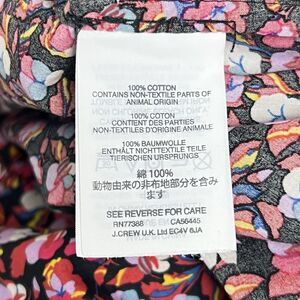 100% COTTON
CONTAINS NON-TEXTILE PARTS OF
ANIMAL ORIGIN
100% COTON
CONTIENT DES PARTIES
NON-TEXTILES D'ORIGINE ANIMALE
100% BAUMWOLLE
ENTHÄLT NICHTTEXTILE TEILE
TIERISCHEN URSPRUNGS
綿 100%
動物由来の非布地部分を含み
ます
SEE REVERSE FOR CARE
RN77388 CA56445
J.CREW U.K. Ltd EC4V 6JA